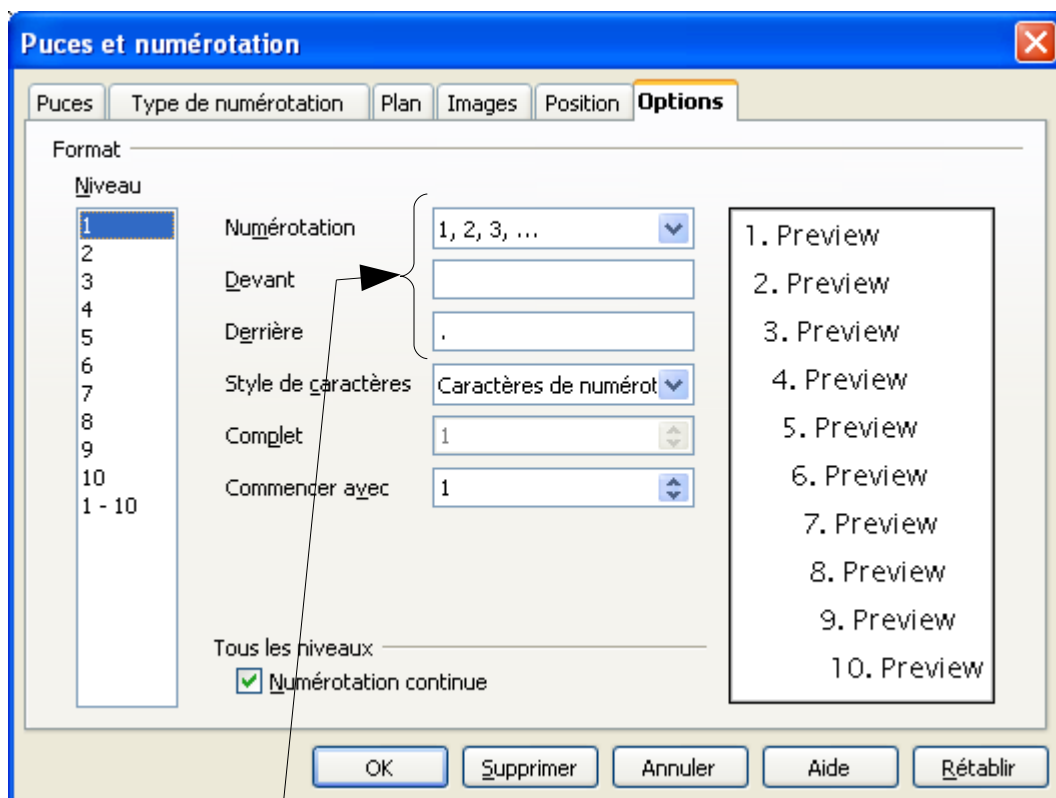 Puces et numérotation
Puces Type de numérotation Plan Images Position Options
Format
Niveau
1
2
3
4
5
6
7
8
9
10
1 - 10
Numérotation 1, 2, 3, ...
Devant
Derrière .
Style de caractères Caractères de numérot
Complet 1
Commencer avec 1
1. Preview
2. Preview
3. Preview
4. Preview
5. Preview
6. Preview
7. Preview
8. Preview
9. Preview
10. Preview
Tous les niveaux
Numérotation continue
OK Supprimer Annuler Aide Rétablir